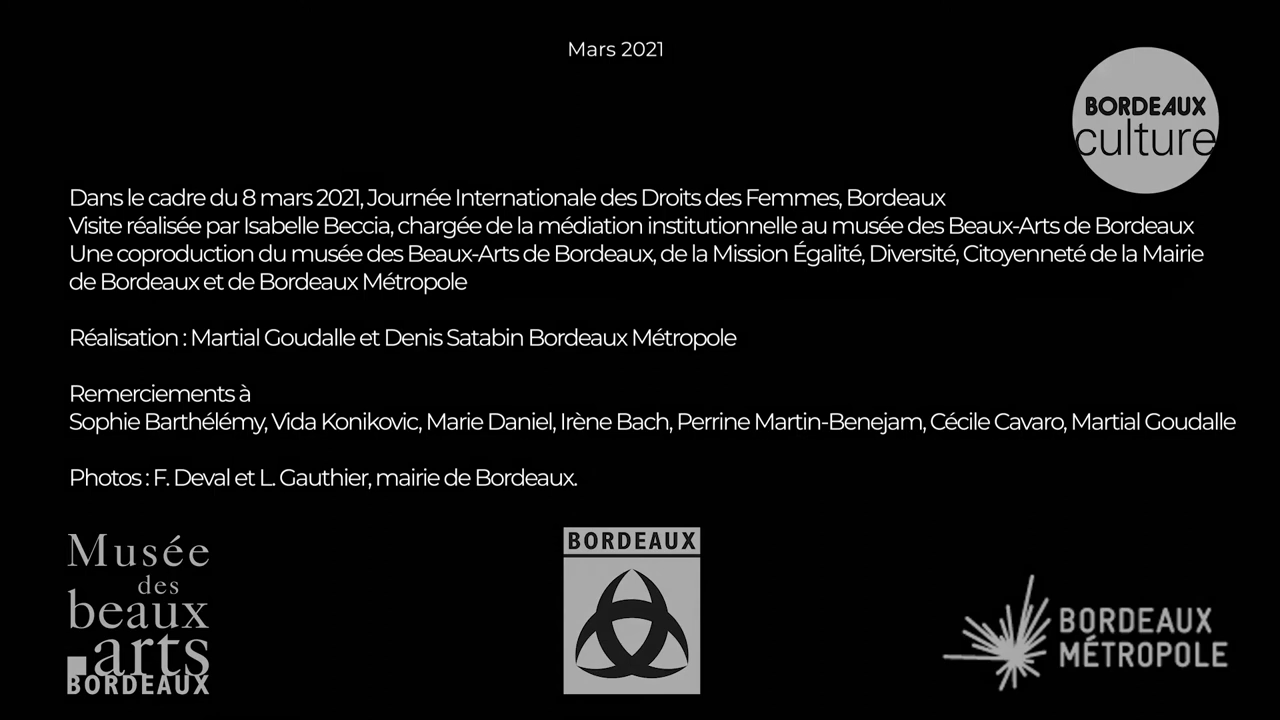 Mars 2021
BORDEAUX
culture
Dans le cadre du 8 mars 2021, Journée Internationale des Droits des Femmes, Bordeaux
Visite réalisée par Isabelle Beccia, chargée de la médiation institutionnelle au musée des Beaux-Arts de Bordeaux
Une coproduction du musée des Beaux-Arts de Bordeaux, de la Mission Égalité, Diversité, Citoyenneté de la Mairie
de Bordeaux et de Bordeaux Métropole
Réalisation : Martial Goudalle et Denis Satabin Bordeaux Métropole
Remerciements à
Sophie Barthélémy, Vida Konikovic, Marie Daniel, Irène Bach, Perrine Martin-Benejam, Cécile Cavaro, Martial Goudalle
Photos : F. Deval et L. Gauthier, mairie de Bordeaux.
Musée
des
beaux
arts
BORDEAUX
BORDEAUX
BORDEAUX
MÉTROPOLE